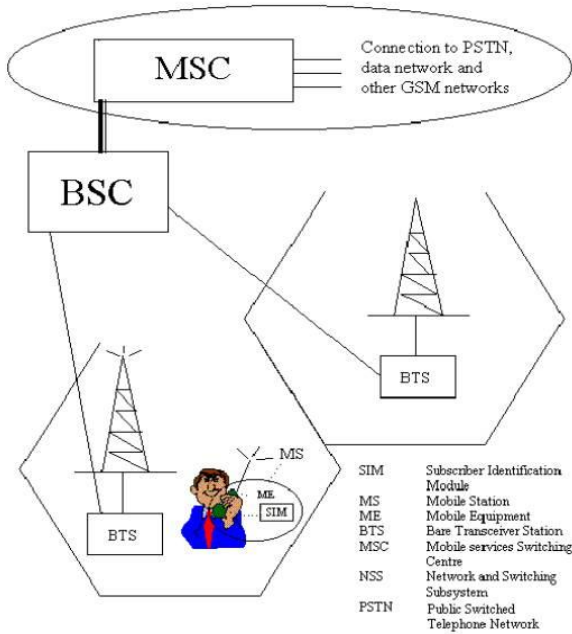 MSC
Connection to PSTN,
data network and
other GSM networks
BSC
BTS
MS
ME
SIM
BTS
SIM Subscriber Identification
Module
MS Mobile Station
ME Mobile Equipment
BTS Bare Transceiver Station
MSC Mobile services Switching
Centre
NSS Network and Switching
Subsystem
PSTN Public Switched
Telephone Network